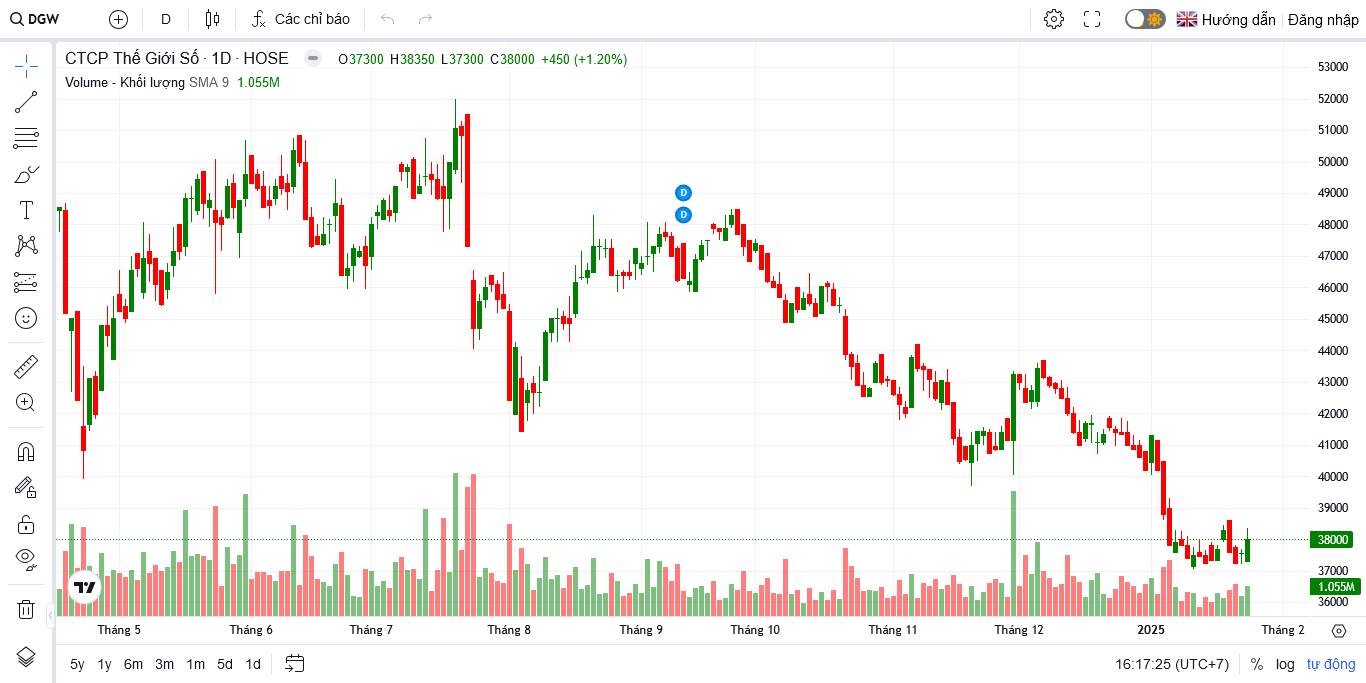 DGW D Các chỉ báo Hướng dẫn Đăng nhập
CTCP Thế Giới Số · 1D · HOSE O37300 H38350 L37300 C38000 +450 (+1.20%)
Volume - Khối lượng SMA 9 1.055M
D
D
53000
52000
51000
50000
49000
48000
47000
46000
45000
44000
43000
42000
41000
40000
39000
38000
37000
1.055M
36000
Tháng 5 Tháng 6 Tháng 7 Tháng 8 Tháng 9 Tháng 10 Tháng 11 Tháng 12 2025 Tháng 2
5y 1y 6m 3m 1m 5d 1d 16:17:25 (UTC+7) % log tự động